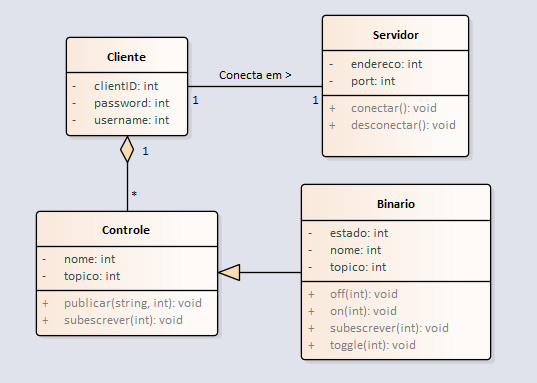 Cliente
- clientID: int
- password: int
- username: int
Conecta em >
1
1
Servidor
- endereco: int
- port: int
+ conectar(): void
+ desconectar(): void
1
*
Controle
- nome: int
- topico: int
+ publicar(string, int): void
+ subescrever(int): void
Binario
- estado: int
- nome: int
- topico: int
+ off(int): void
+ on(int): void
+ subescrever(int): void
+ toggle(int): void